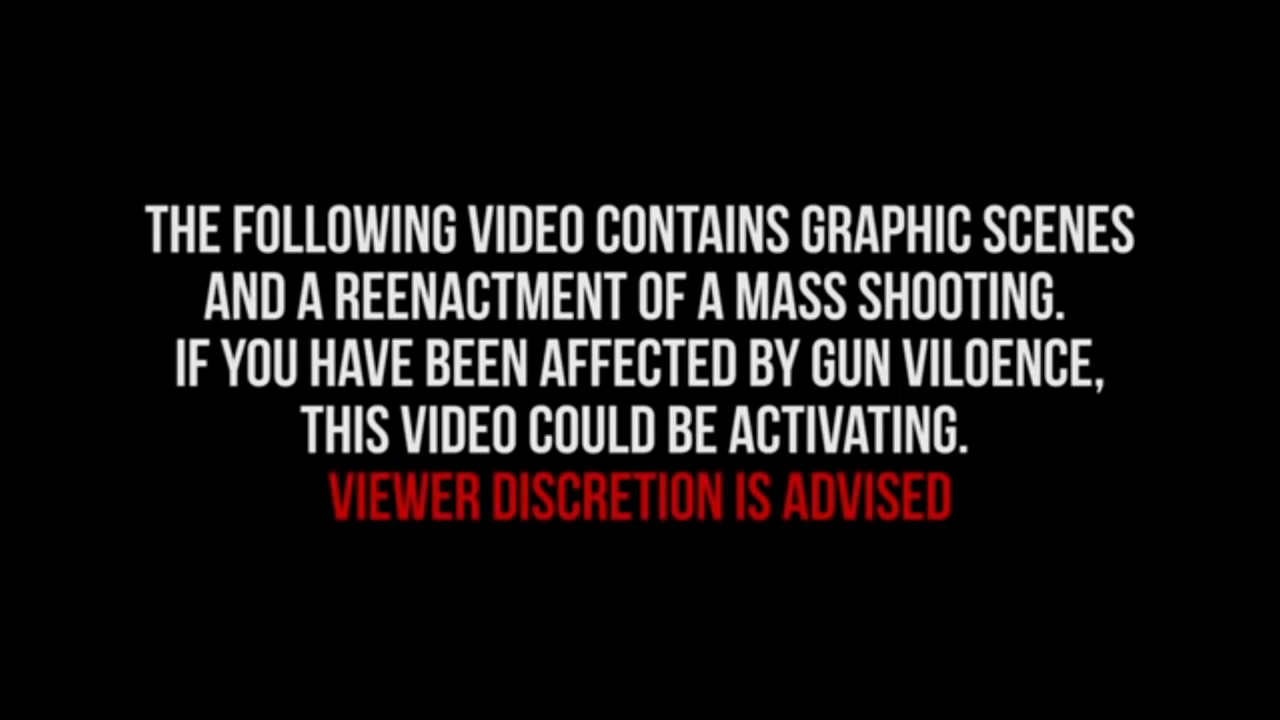 THE FOLLOWING VIDEO CONTAINS GRAPHIC SCENES
AND A REENACTMENT OF A MASS SHOOTING.
IF YOU HAVE BEEN AFFECTED BY GUN VILOENCE,
THIS VIDEO COULD BE ACTIVATING.
VIEWER DISCRETION IS ADVISED